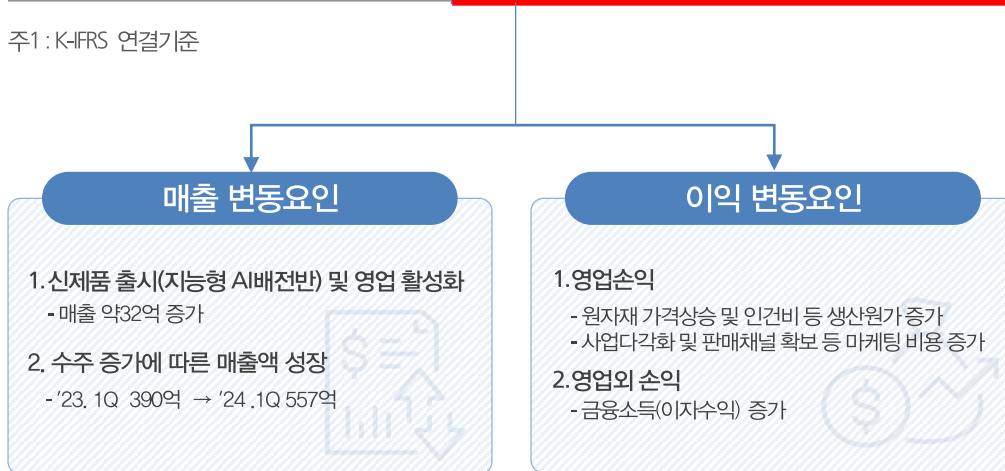 주1 : K-IFRS 연결기준
매출 변동요인
1. 신제품 출시(지능형 AI배전반) 및 영업 활성화
- 매출 약32억 증가
2. 수주 증가에 따른 매출액 성장
- '23. 1Q 390억 → '24 .1Q 557억
이익 변동요인
1.영업손익
- 원자재 가격상승 및 인건비 등 생산원가 증가
- 사업다각화 및 판매채널 확보 등 마케팅 비용 증가
2.영업외 손익
- 금융소득(이자수익) 증가